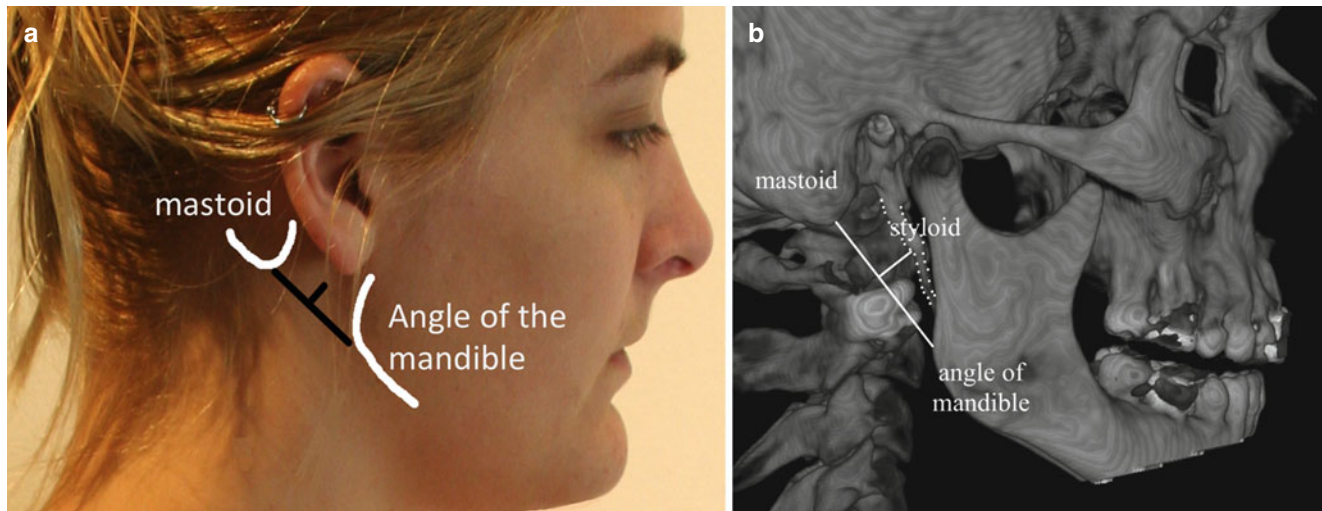 a
mastoid
Angle of the
mandible
b
mastoid
styloid
angle of
mandible